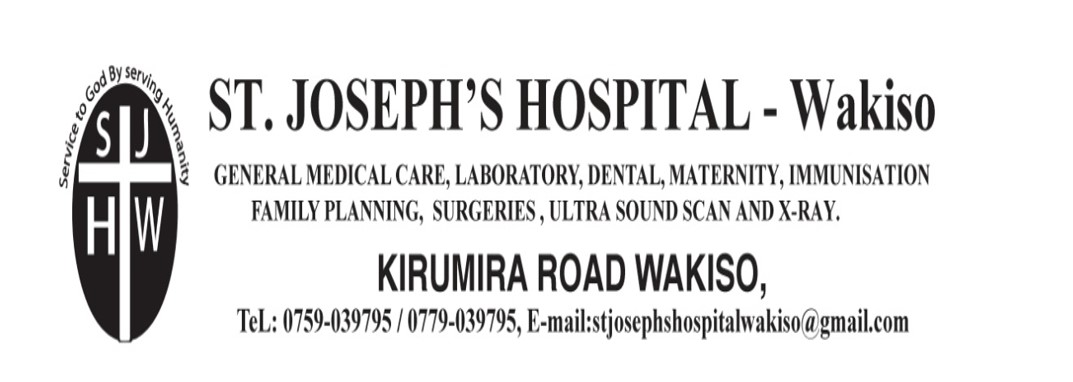 Service to God By serving Humanity
S J
H W
ST. JOSEPH'S HOSPITAL - Wakiso
GENERAL MEDICAL CARE, LABORATORY, DENTAL, MATERNITY, IMMUNISATION
FAMILY PLANNING, SURGERIES , ULTRA SOUND SCAN AND X-RAY.
KIRUMIRA ROAD WAKISO,
TeL: 0759-039795 / 0779-039795, E-mail:stjosephshospitalwakiso@gmail.com